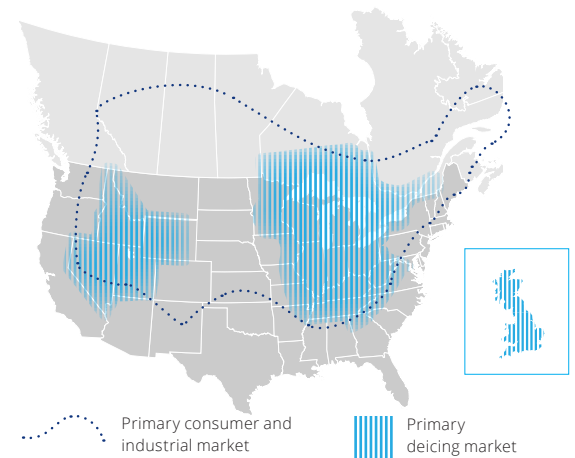 Primary consumer and
industrial market
Primary
deicing market